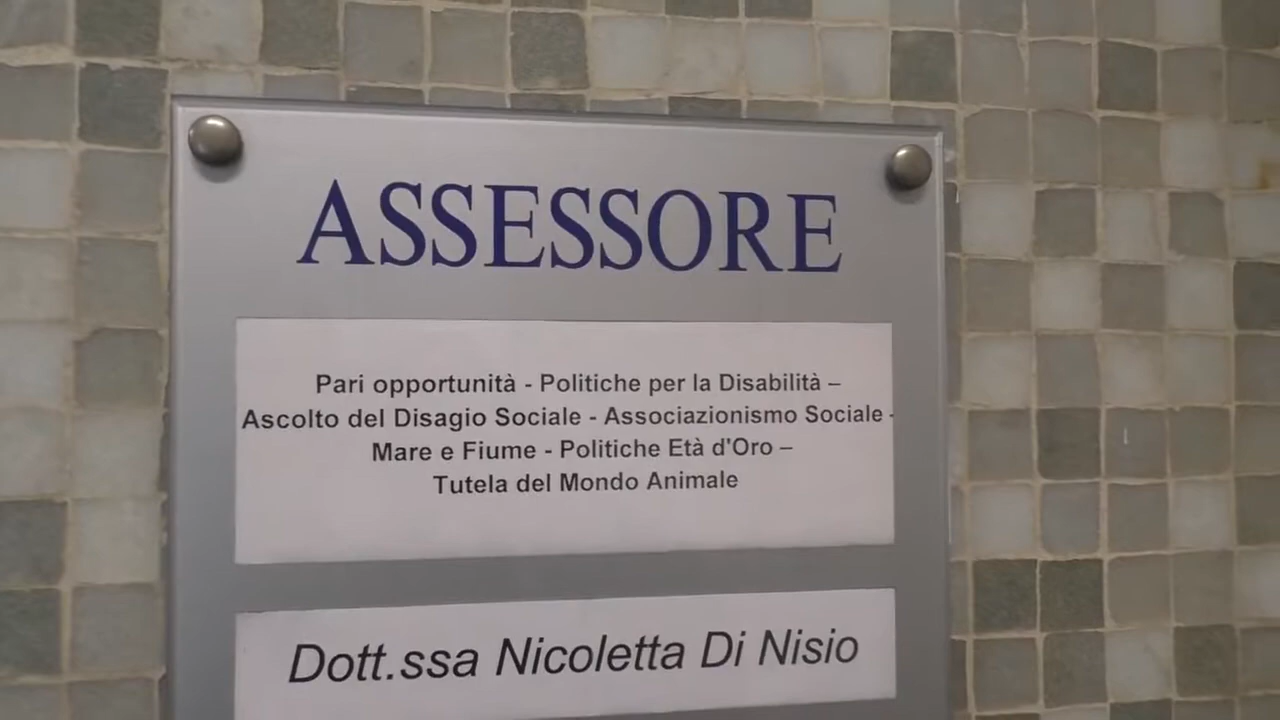 ASSESSORE
Pari opportunità - Politiche per la Disabilità –
Ascolto del Disagio Sociale - Associazionismo Sociale -
Mare e Fiume - Politiche Età d'Oro –
Tutela del Mondo Animale
Dott.ssa Nicoletta Di Nisio